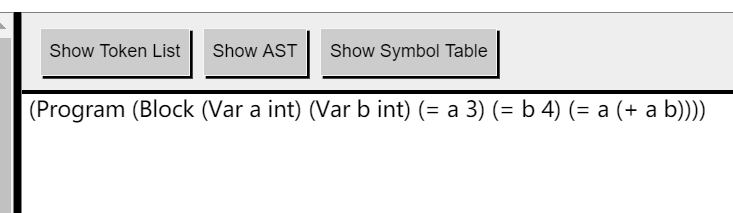 Show Token List Show AST Show Symbol Table
(Program (Block (Var a int) (Var b int) (= a 3) (= b 4) (= a (+ a b))))